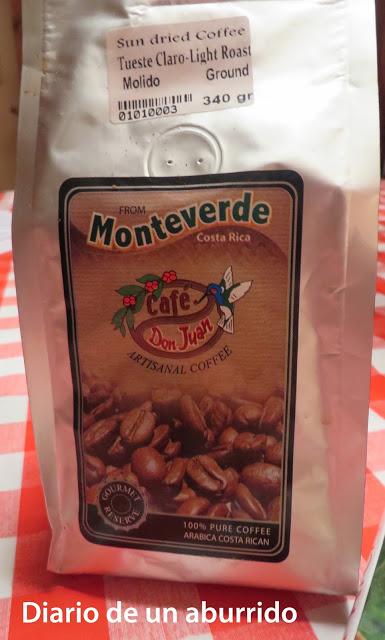 Sun dried Coffee
Tueste Claro-Light Roast
Molido Ground
01010003 340 gr
FROM
Monteverde
Costa Rica
Café
Don Juan
ARTISANAL COFFEE
GOURMET
RESERVE
100% PURE COFFEE
ARABICA COSTA RICAN
Diario de un aburrido